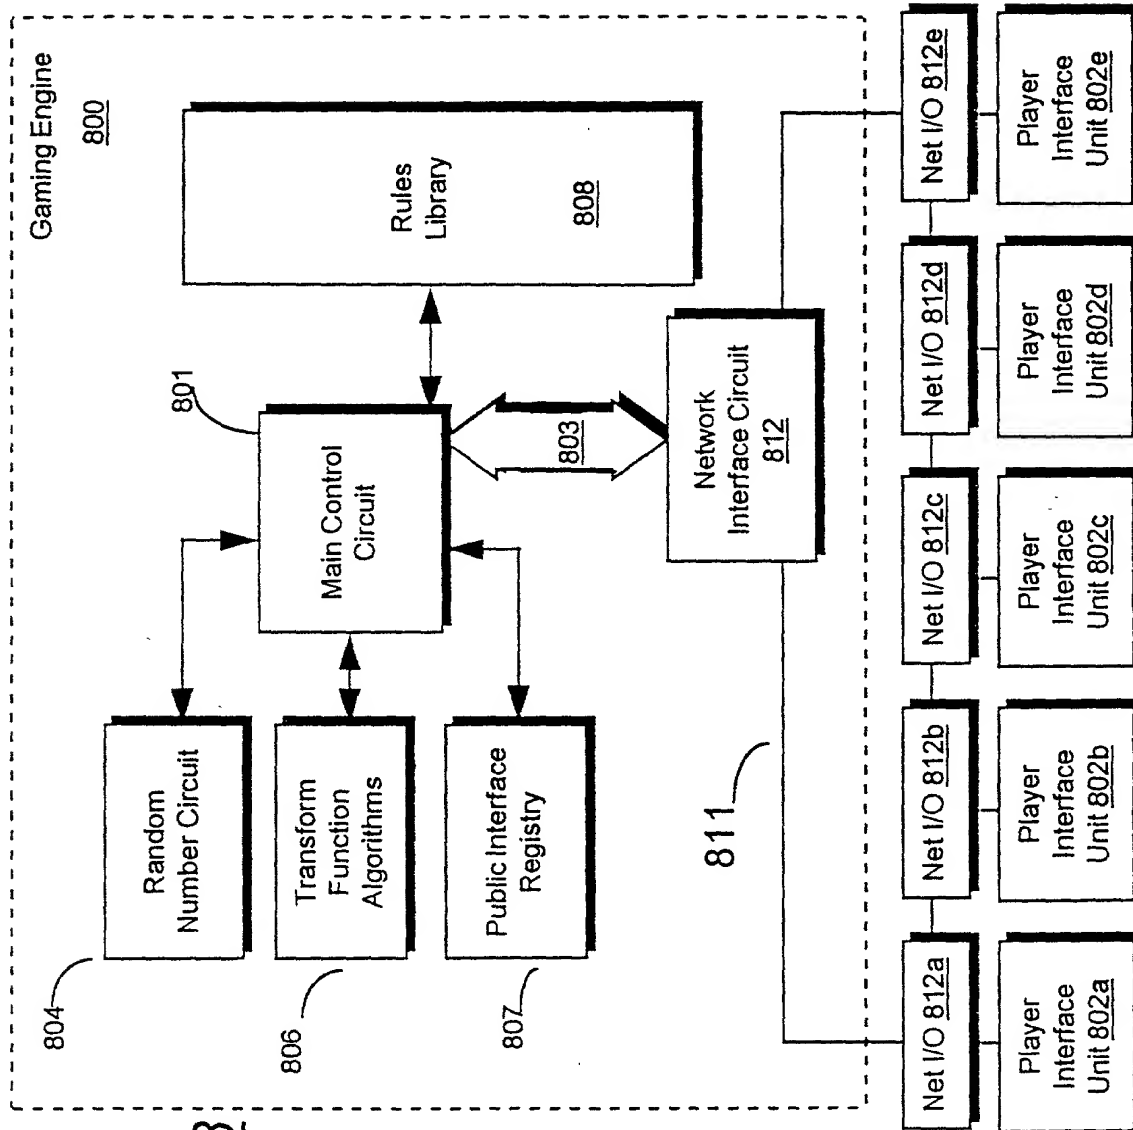 Gaming Engine
800
804
Random
Number Circuit
806
Transform
Function
Algorithms
807
Public Interface
Registry
801
Main Control
Circuit
Rules
Library
808
803
Network
Interface Circuit
812
811
Net I/O 812a
Net I/O 812b
Net I/O 812c
Net I/O 812d
Net I/O 812e
Player
Interface
Unit 802a
Player
Interface
Unit 802b
Player
Interface
Unit 802c
Player
Interface
Unit 802d
Player
Interface
Unit 802e